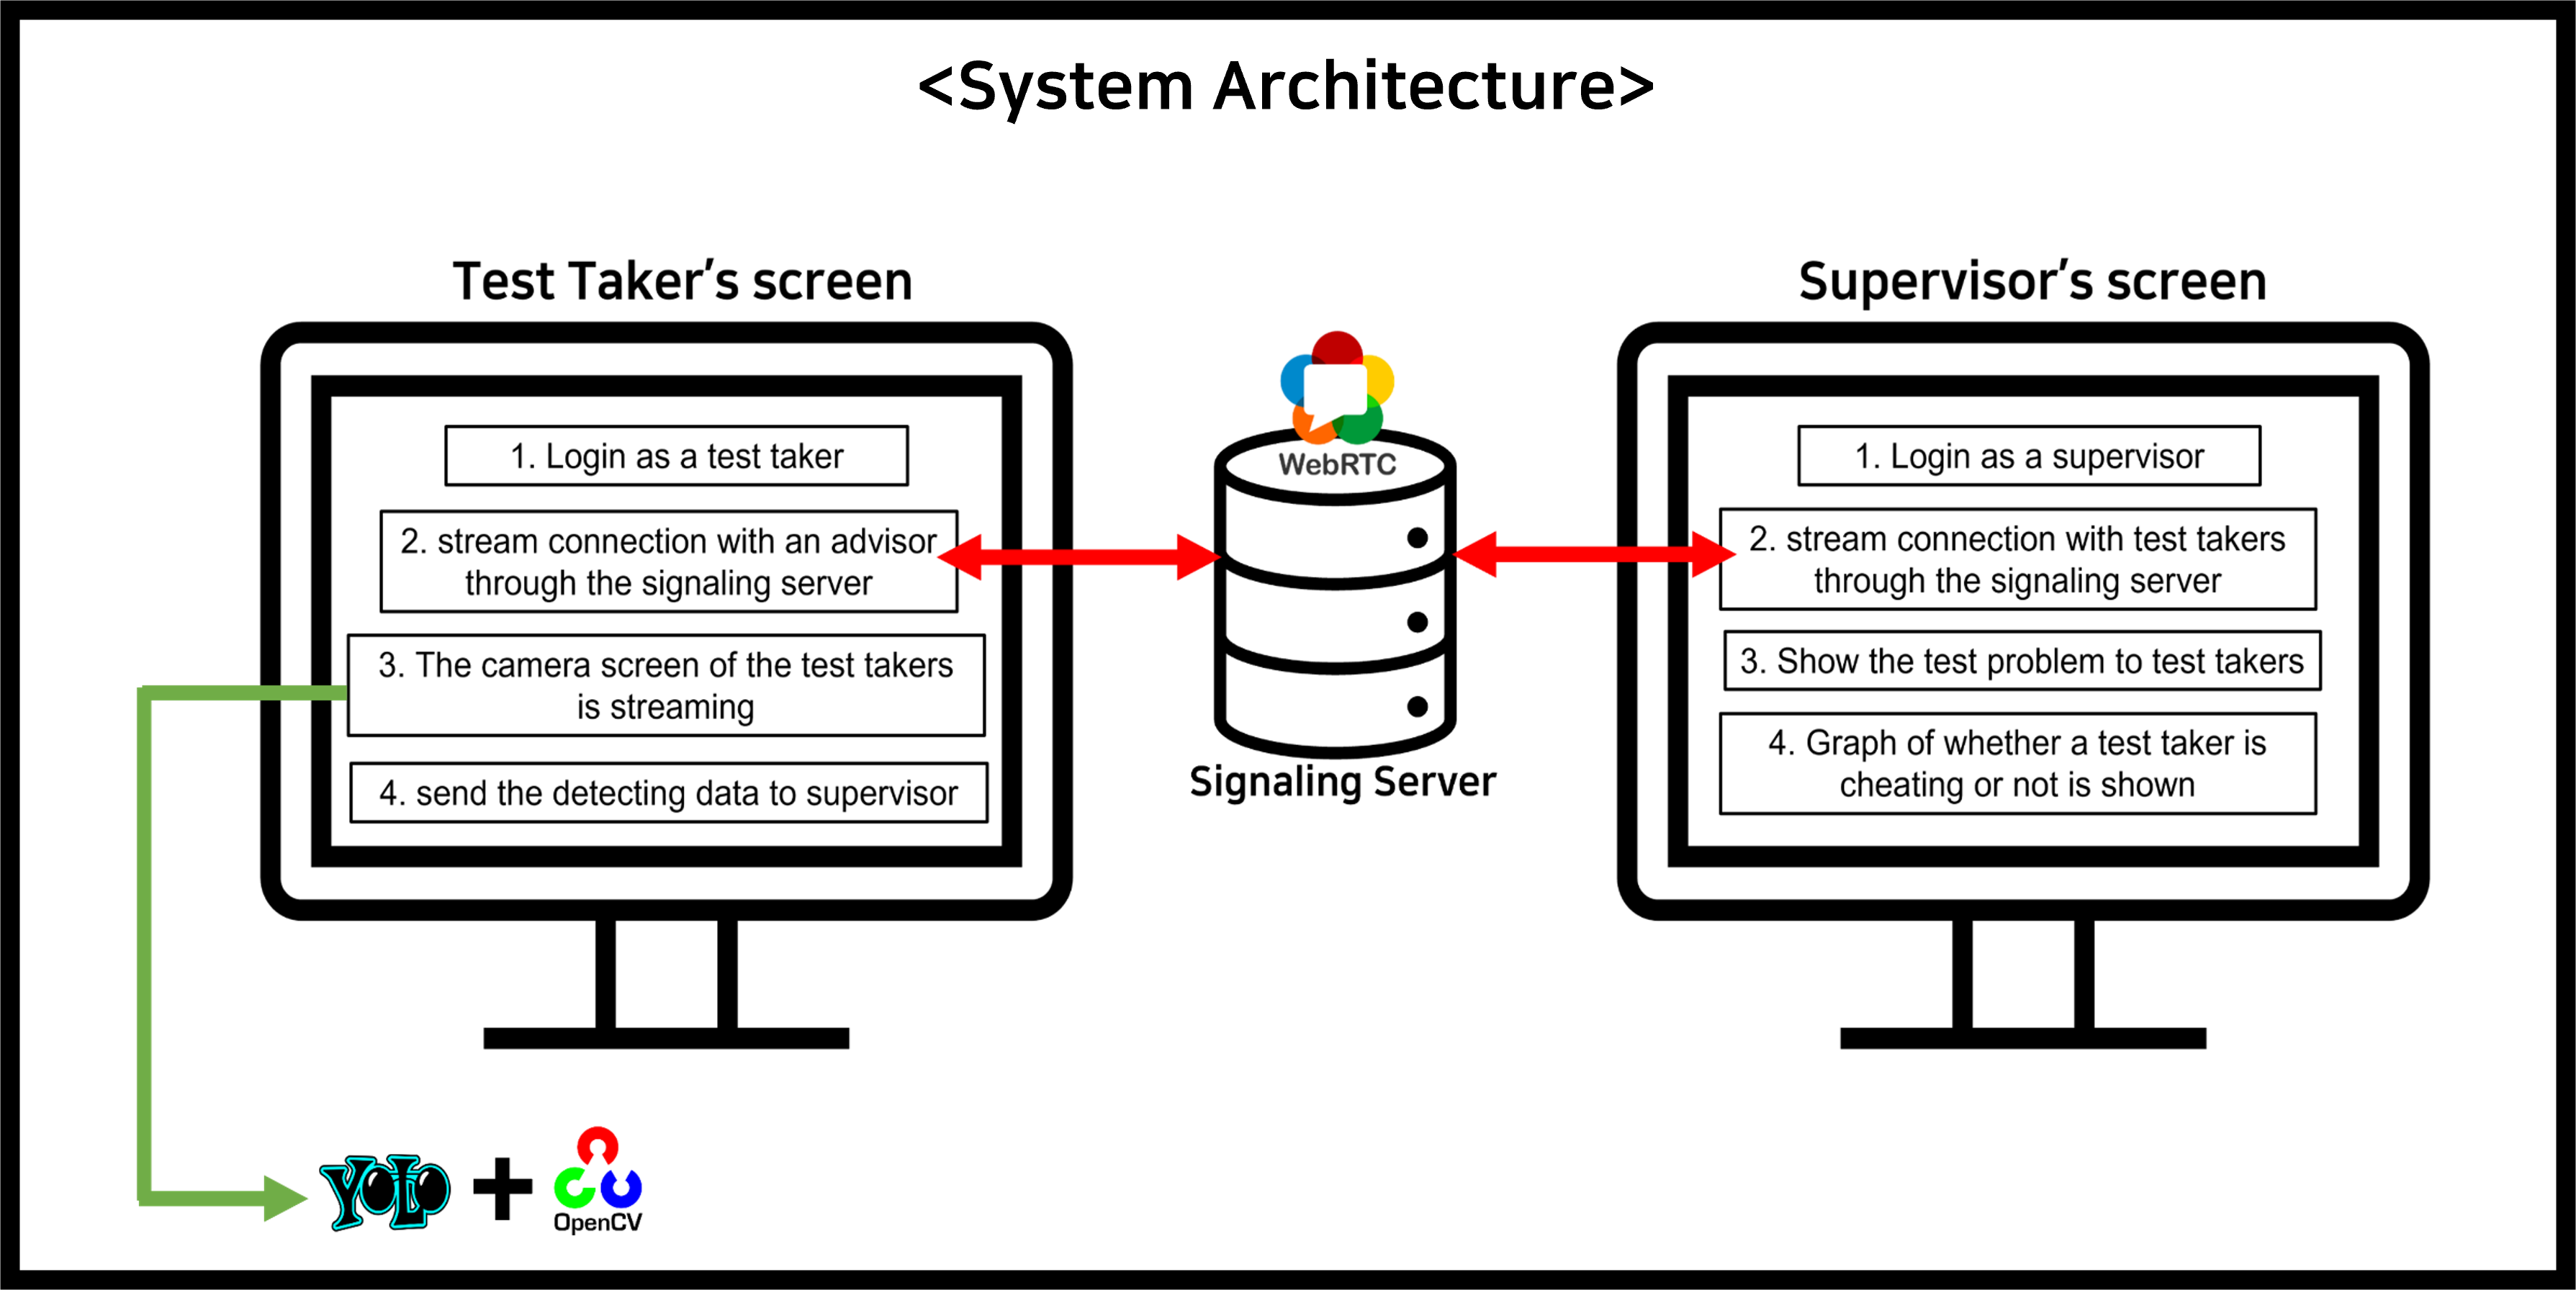 <System Architecture>
Test Taker's screen
1. Login as a test taker
2. stream connection with an advisor
through the signaling server
3. The camera screen of the test takers
is streaming
4. send the detecting data to supervisor
WebRTC
Signaling Server
Supervisor's screen
1. Login as a supervisor
2. stream connection with test takers
through the signaling server
3. Show the test problem to test takers
4. Graph of whether a test taker is
cheating or not is shown
YOLO
+
OpenCV